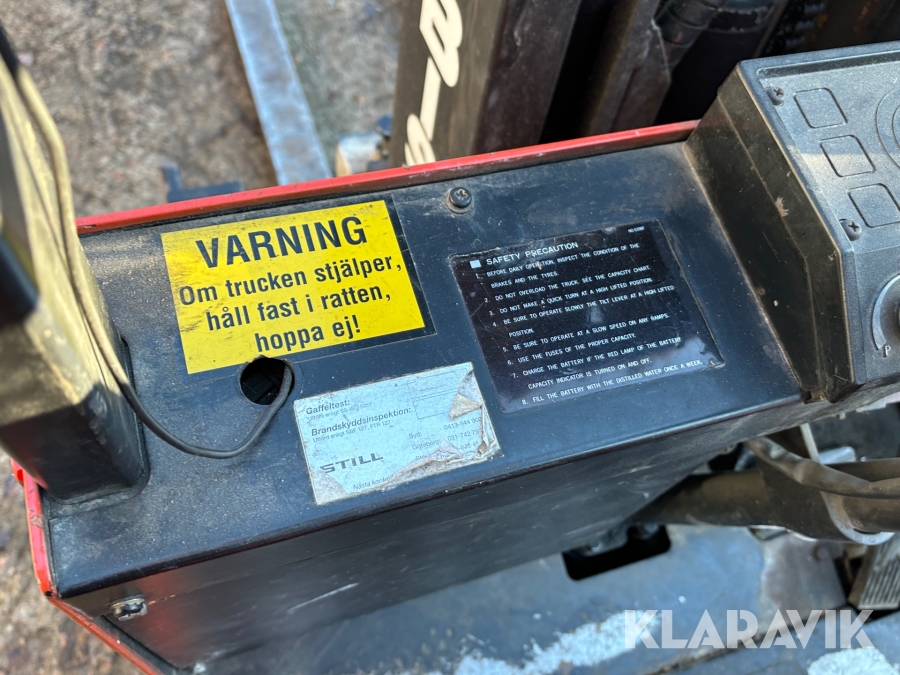 VARNING
Om trucken stjälper,
håll fast i ratten,
hoppa ej!
SAFETY PRECAUTION
1. BEFORE DAILY OPERATION, INSPECT THE CONDITION OF THE
BRAKES AND THE TYRES.
2. DO NOT OVERLOAD THE TRUCK. SEE THE CAPACITY CHART.
3. DO NOT MAKE A QUICK TURN AT A HIGH LIFTED POSITION.
4. BE SURE TO OPERATE SLOWLY THE TILT LEVER AT A HIGH LIFTED
POSITION.
5. BE SURE TO OPERATE AT A SLOW SPEED ON ANY RAMPS.
6. USE THE FUSES OF THE PROPER CAPACITY.
7. CHARGE THE BATTERY IF THE RED LAMP OF THE BATTERY
CAPACITY INDICATOR IS TURNED ON AND OFF.
8. FILL THE BATTERY WITH THE DISTILLED WATER ONCE A WEEK.
Gaffeltest:
Brandskyddsinspektion:
Syd
Göteborg
STILL
Nästa
P
KLARAVIK